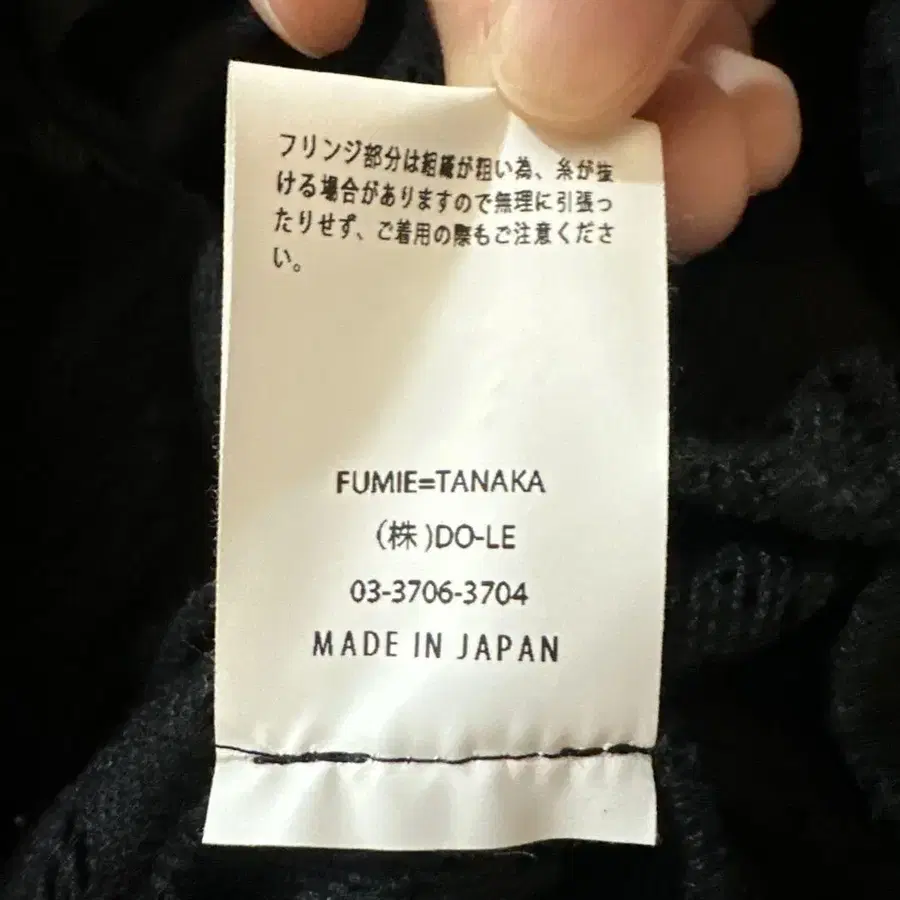 フリンジ部分は組織が粗い為、糸が抜
ける場合がありますので無理に引張っ
たりせず、ご着用の際もご注意くださ
い。
FUMIE=TANAKA
(株)DO-LE
03-3706-3704
MADE IN JAPAN